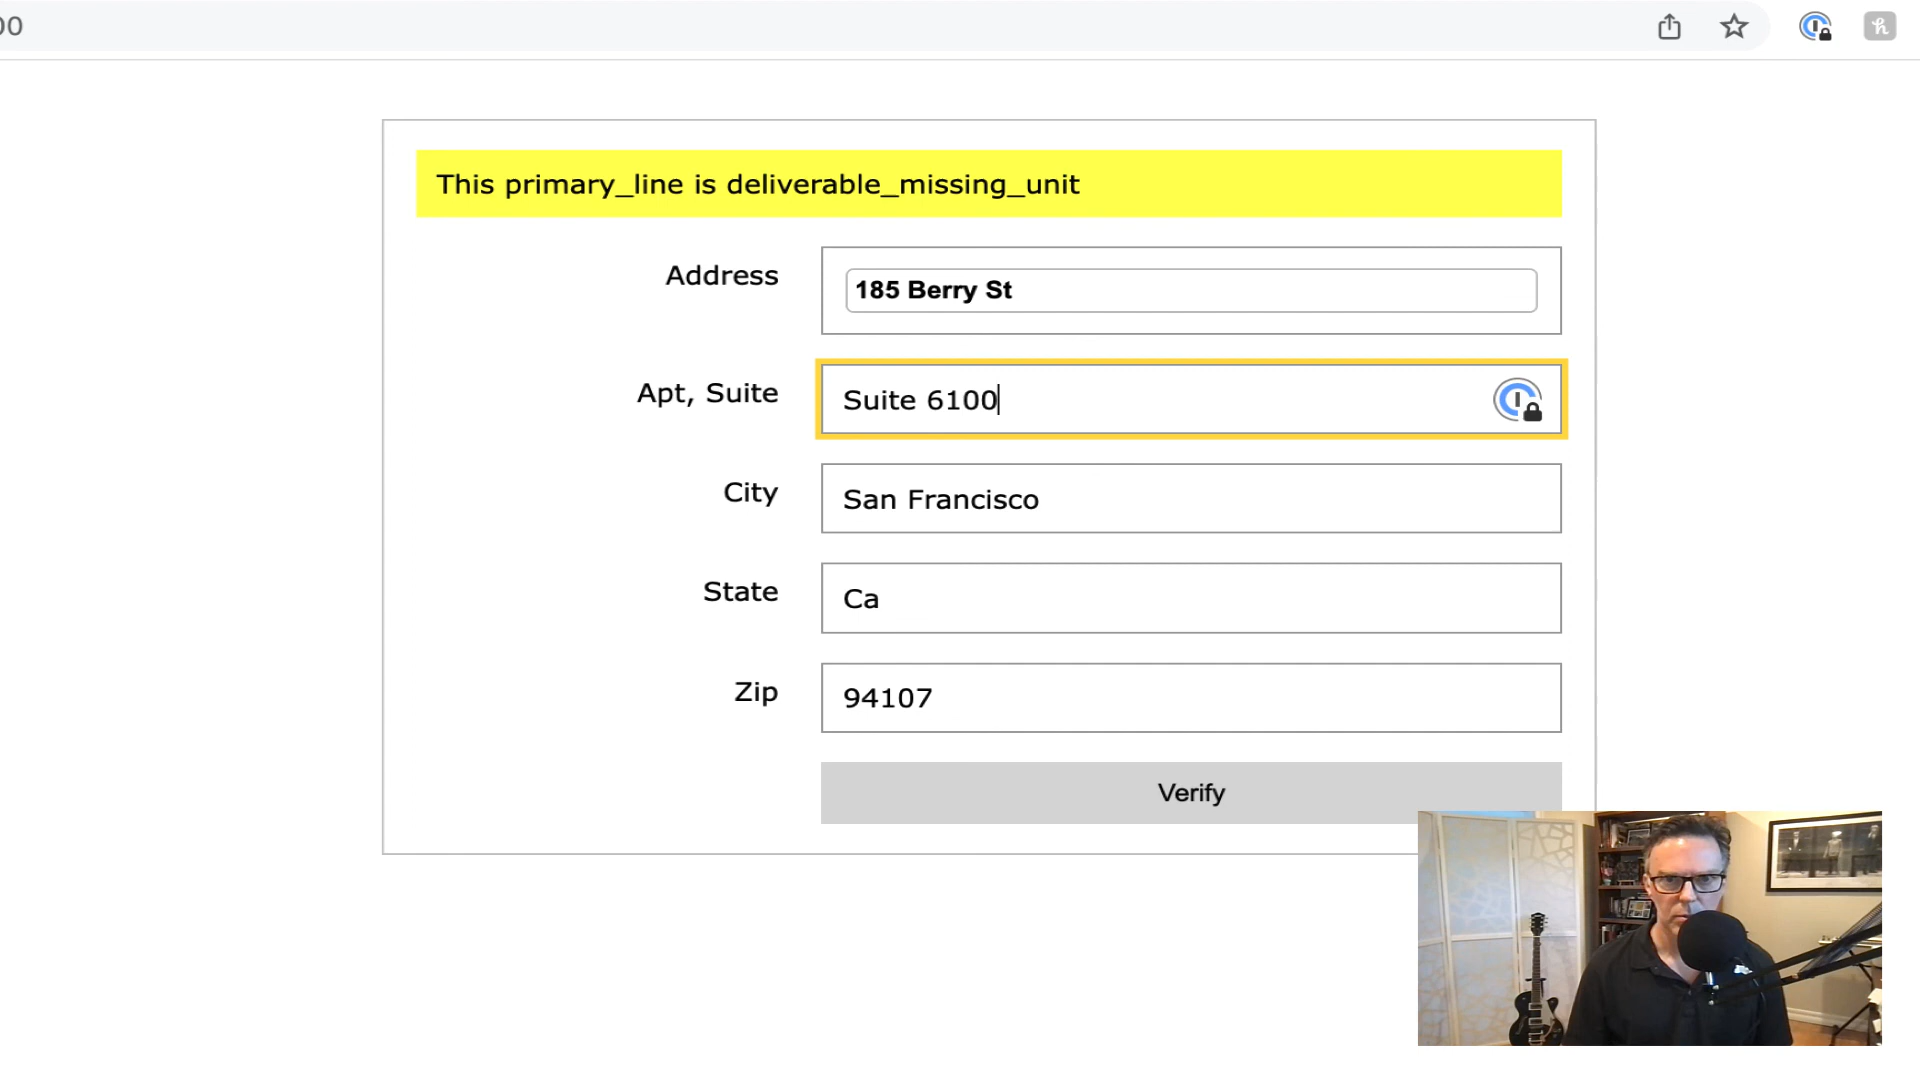 00
This primary_line is deliverable_missing_unit
Address
185 Berry St
Apt, Suite
Suite 6100
City
San Francisco
State
Ca
Zip
94107
Verify